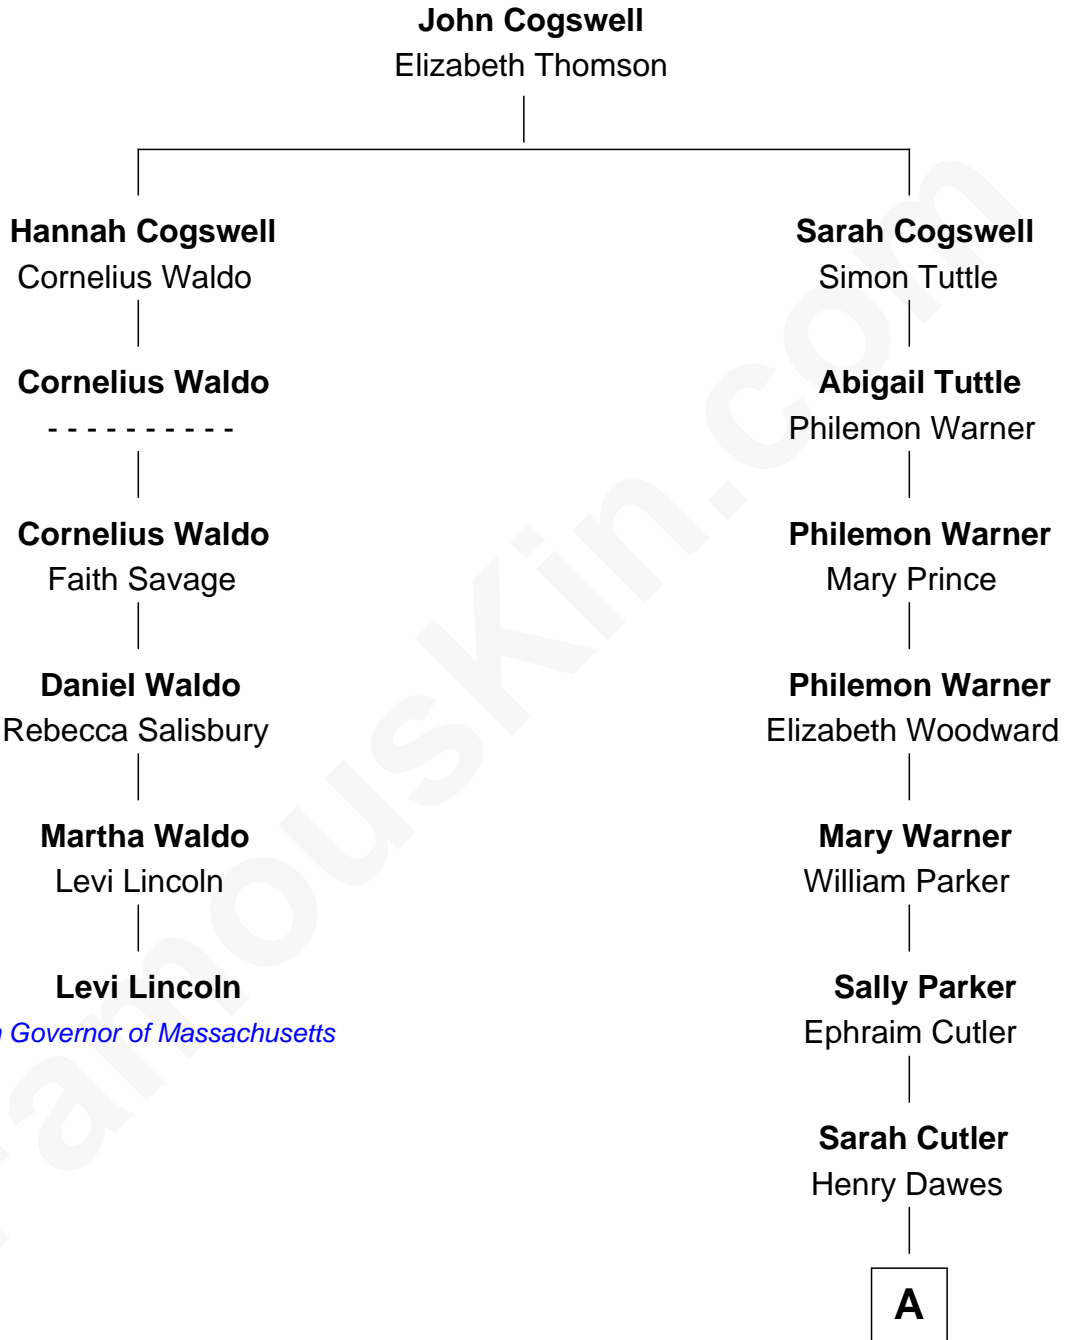 John Cogswell
Elizabeth Thomson
Hannah Cogswell
Cornelius Waldo
Sarah Cogswell
Simon Tuttle
Cornelius Waldo
- - - - - - - - - -
Abigail Tuttle
Philemon Warner
Cornelius Waldo
Faith Savage
Philemon Warner
Mary Prince
Daniel Waldo
Rebecca Salisbury
Philemon Warner
Elizabeth Woodward
Martha Waldo
Levi Lincoln
Mary Warner
William Parker
Levi Lincoln
Governor of Massachusetts
Sally Parker
Ephraim Cutler
Sarah Cutler
Henry Dawes
A
FamousKin.com